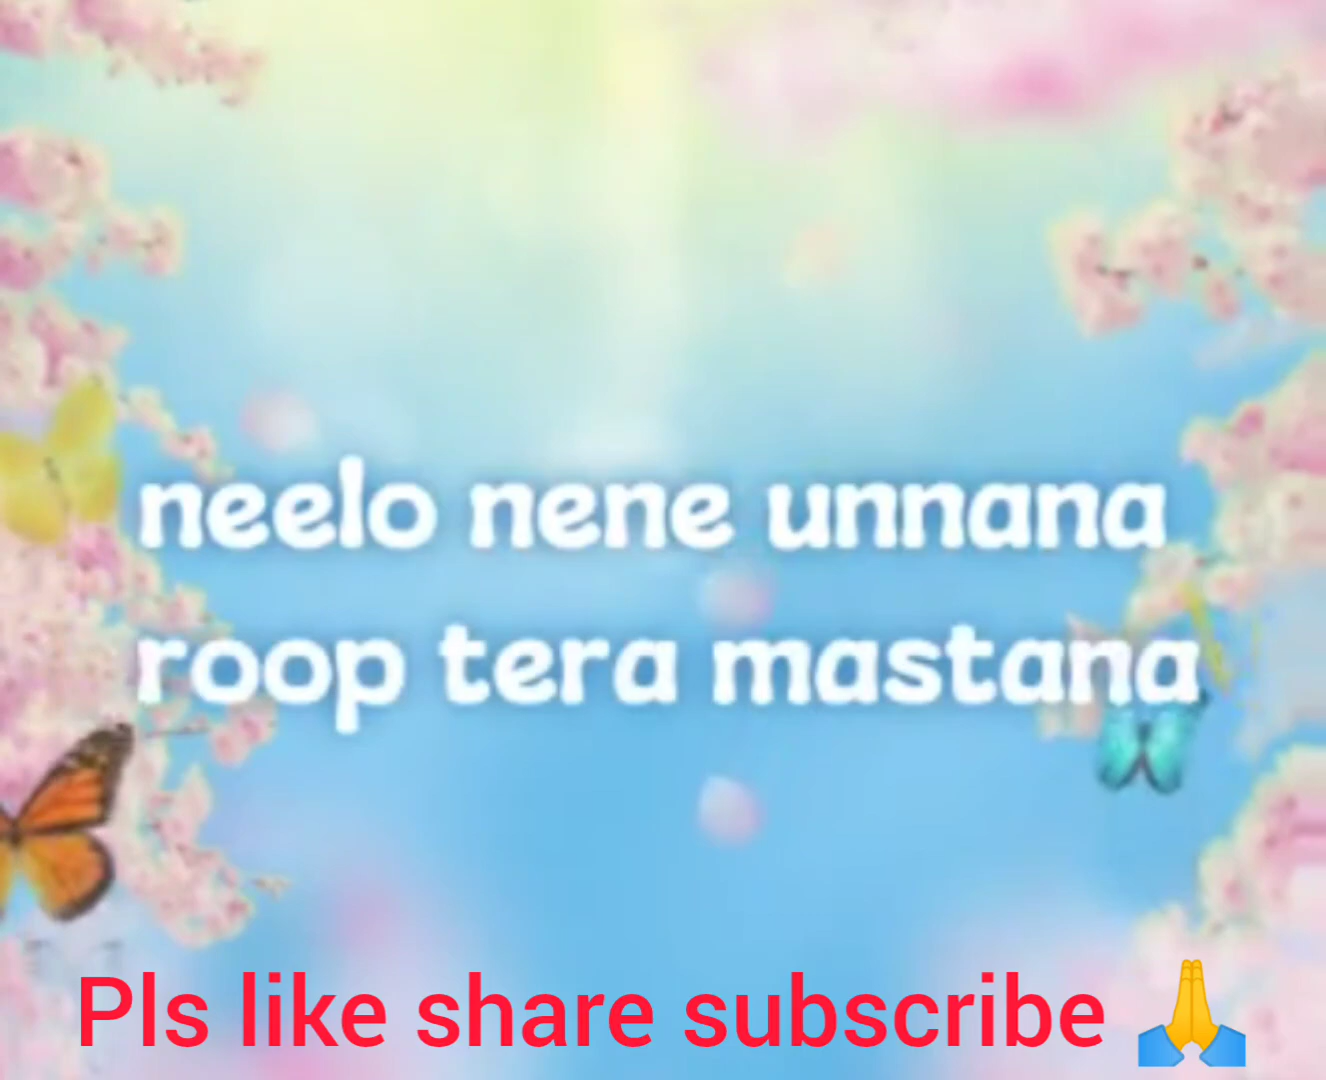 neelo nene unnana
roop tera mastana
Pls like share subscribe 🙏